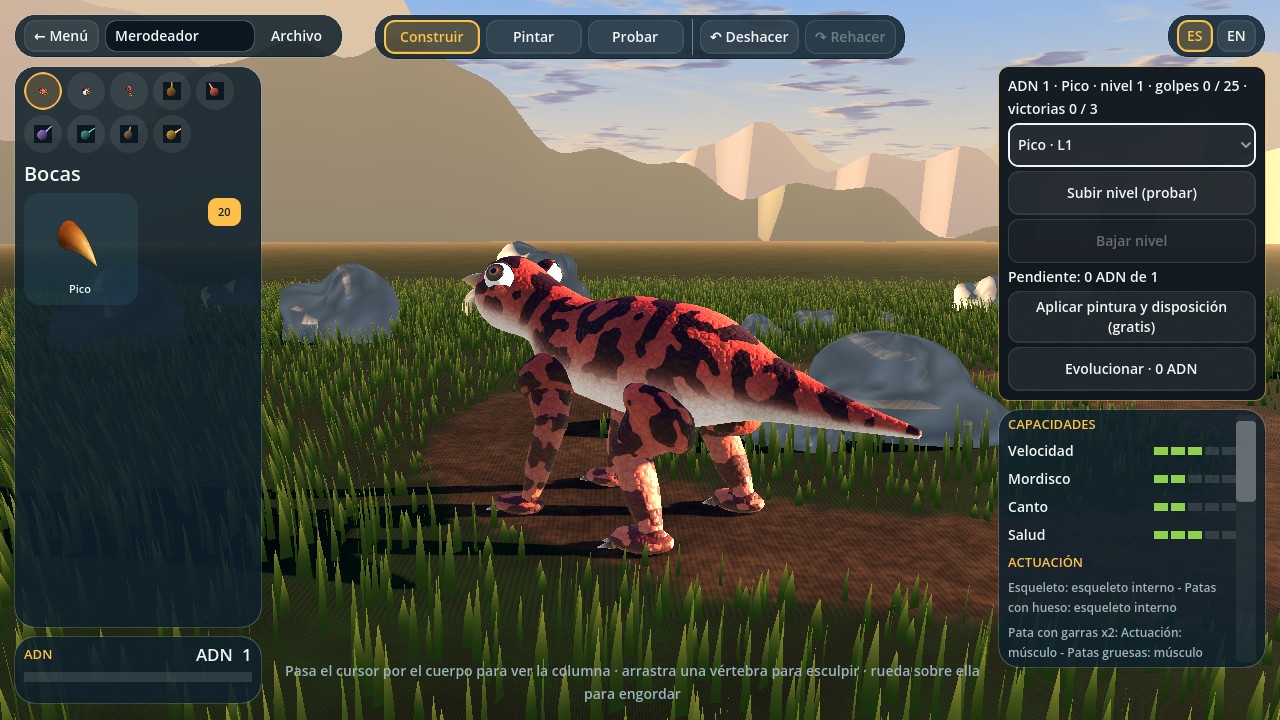 ← Menú
Merodeador
Archivo
Construir
Pintar
Probar
↶ Deshacer
↷ Rehacer
ES
EN
Bocas
20
Pico
ADN
ADN 1
ADN 1 · Pico · nivel 1 · golpes 0 / 25 ·
victorias 0 / 3
Pico · L1
Subir nivel (probar)
Bajar nivel
Pendiente: 0 ADN de 1
Aplicar pintura y disposición
(gratis)
Evolucionar · 0 ADN
CAPACIDADES
Velocidad
Mordisco
Canto
Salud
ACTUACIÓN
Esqueleto: esqueleto interno - Patas
con hueso: esqueleto interno
Pata con garras x2: Actuación:
músculo - Patas gruesas: músculo
Pasa el cursor por el cuerpo para ver la columna · arrastra una vértebra para esculpir · rueda sobre ella
para engordar